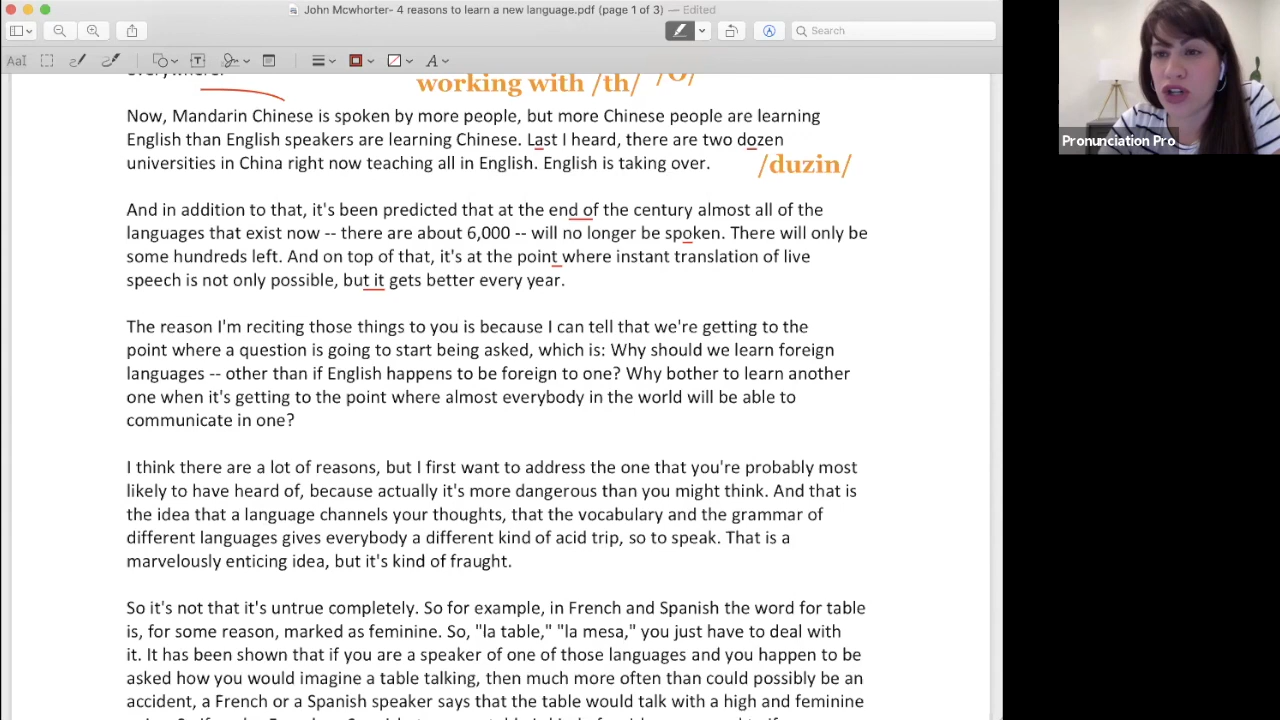 John Mcwhorter- 4 reasons to learn a new language.pdf (page 1 of 3) — Edited
Search
AaI
A
everywhere.
working with /th/ /O/
Now, Mandarin Chinese is spoken by more people, but more Chinese people are learning
English than English speakers are learning Chinese. Last I heard, there are two dozen
universities in China right now teaching all in English. English is taking over.
/duzin/
And in addition to that, it's been predicted that at the end of the century almost all of the
languages that exist now -- there are about 6,000 -- will no longer be spoken. There will only be
some hundreds left. And on top of that, it's at the point where instant translation of live
speech is not only possible, but it gets better every year.
The reason I'm reciting those things to you is because I can tell that we're getting to the
point where a question is going to start being asked, which is: Why should we learn foreign
languages -- other than if English happens to be foreign to one? Why bother to learn another
one when it's getting to the point where almost everybody in the world will be able to
communicate in one?
I think there are a lot of reasons, but I first want to address the one that you're probably most
likely to have heard of, because actually it's more dangerous than you might think. And that is
the idea that a language channels your thoughts, that the vocabulary and the grammar of
different languages gives everybody a different kind of acid trip, so to speak. That is a
marvelously enticing idea, but it's kind of fraught.
So it's not that it's untrue completely. So for example, in French and Spanish the word for table
is, for some reason, marked as feminine. So, "la table," "la mesa," you just have to deal with
it. It has been shown that if you are a speaker of one of those languages and you happen to be
asked how you would imagine a table talking, then much more often than could possibly be an
accident, a French or a Spanish speaker says that the table would talk with a high and feminine
Pronunciation Pro